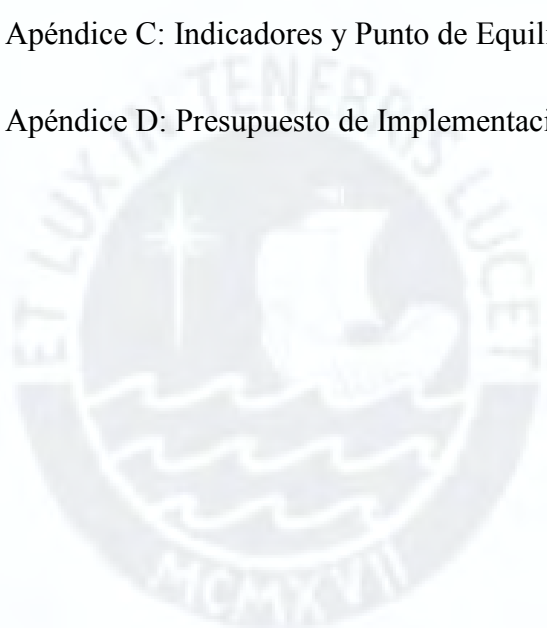 Apéndice C: Indicadores y Punto de Equil
Apéndice D: Presupuesto de Implementaci
ET LUX IN TENEBRIS LUCET
MCMXVII